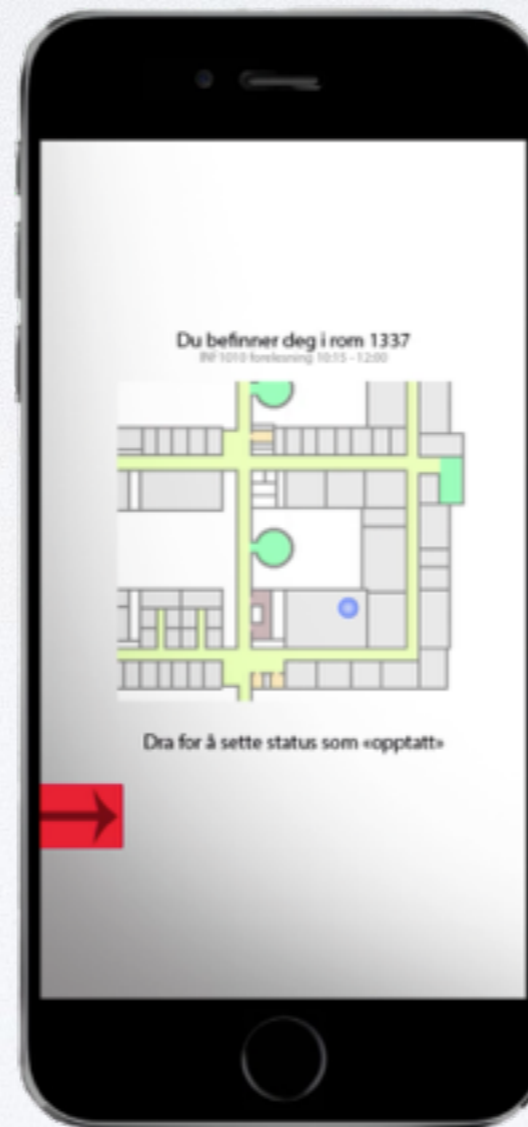 Du befinner deg i rom 1337
INF1010 forelesning 10:15 - 12:00
Dra for å sette status som «opptatt»